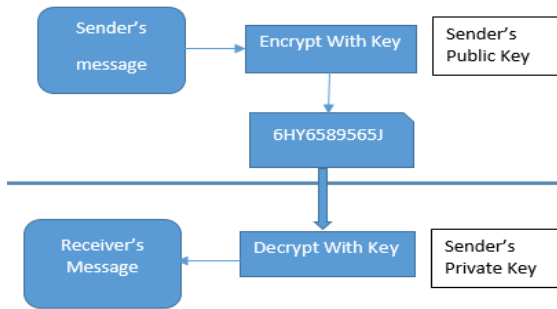 Sender's
message
Encrypt With Key
Sender's
Public Key
6HY6589565J
Receiver's
Message
Decrypt With Key
Sender's
Private Key